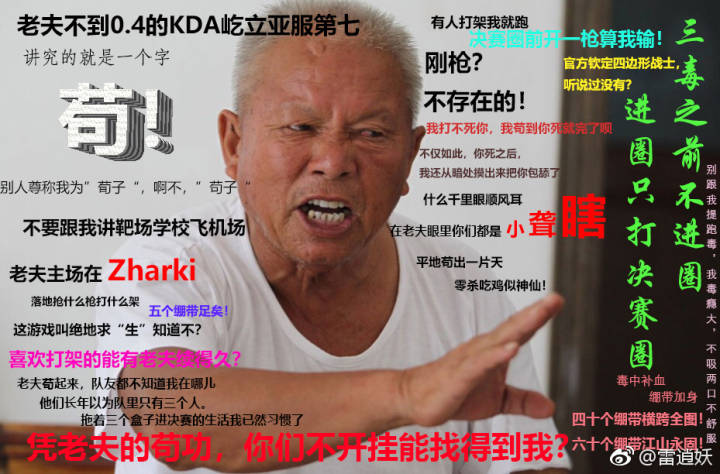 老夫不到0.4的KDA屹立亚服第七
讲究的就是一个字
苟!
别人尊称我为"荀子",啊不,"苟子"
不要跟我讲靶场学校飞机场
老夫主场在 Zharki
落地抢什么枪打什么架
五个绷带足矣!
这游戏叫绝地求“生”知道不?
喜欢打架的能有老夫缓得久?
老夫苟起来，队友都不知道我在哪儿
他们长年以为队里只有三个人。
拖着三个盒子进决赛的生活我已然习惯了
凭老夫的苟功，你们不开挂能找得到我?
有人打架我就跑
决赛圈前开一枪算我输!
刚枪?
不存在的!
官方钦定四边形战士，
听说过没有?
我打不死你，我苟到你死就完了呗
不仅如此，你死之后，
我还从暗处摸出来把你包舔了
什么千里眼顺风耳
在老夫眼里你们都是 小聋瞎
平地苟出一片天
零杀吃鸡似神仙!
三毒之前不进圈
进圈只打决赛圈
别跟我提跑毒，我毒瘾大，不吸两口不舒服
毒中补血
绷带加身
四十个绷带横跨全图!
六十个绷带江山永固!
@雷道妖